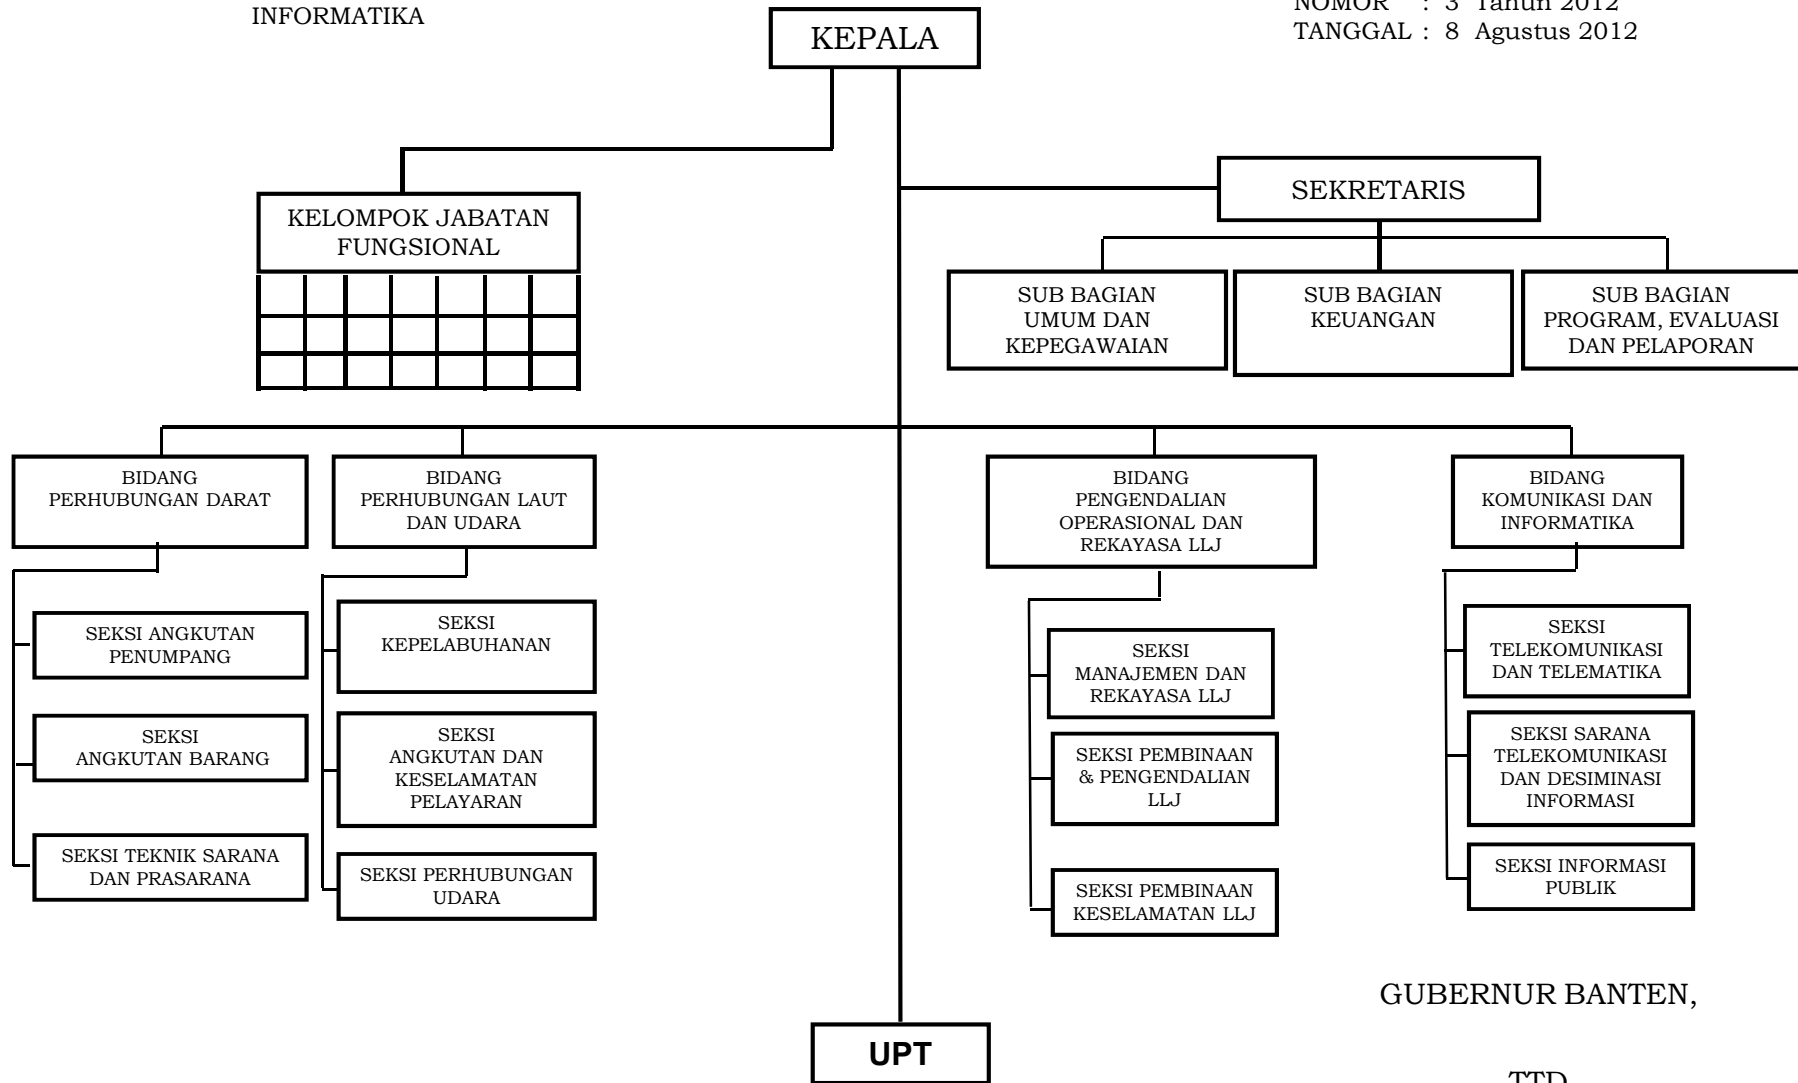 INFORMATIKA
NOMOR : 3 Tahun 2012
TANGGAL : 8 Agustus 2012
KEPALA
SEKRETARIS
KELOMPOK JABATAN
FUNGSIONAL
SUB BAGIAN
UMUM DAN
KEPEGAWAIAN
SUB BAGIAN
KEUANGAN
SUB BAGIAN
PROGRAM, EVALUASI
DAN PELAPORAN
BIDANG
PERHUBUNGAN DARAT
BIDANG
PERHUBUNGAN LAUT
DAN UDARA
BIDANG
PENGENDALIAN
OPERASIONAL DAN
REKAYASA LLJ
BIDANG
KOMUNIKASI DAN
INFORMATIKA
SEKSI ANGKUTAN
PENUMPANG
SEKSI
ANGKUTAN BARANG
SEKSI TEKNIK SARANA
DAN PRASARANA
SEKSI
KEPELABUHANAN
SEKSI
ANGKUTAN DAN
KESELAMATAN
PELAYARAN
SEKSI PERHUBUNGAN
UDARA
SEKSI
MANAJEMEN DAN
REKAYASA LLJ
SEKSI PEMBINAAN
& PENGENDALIAN
LLJ
SEKSI PEMBINAAN
KESELAMATAN LLJ
SEKSI
TELEKOMUNIKASI
DAN TELEMATIKA
SEKSI SARANA
TELEKOMUNIKASI
DAN DESIMINASI
INFORMASI
SEKSI INFORMASI
PUBLIK
GUBERNUR BANTEN,
UPT
TTD